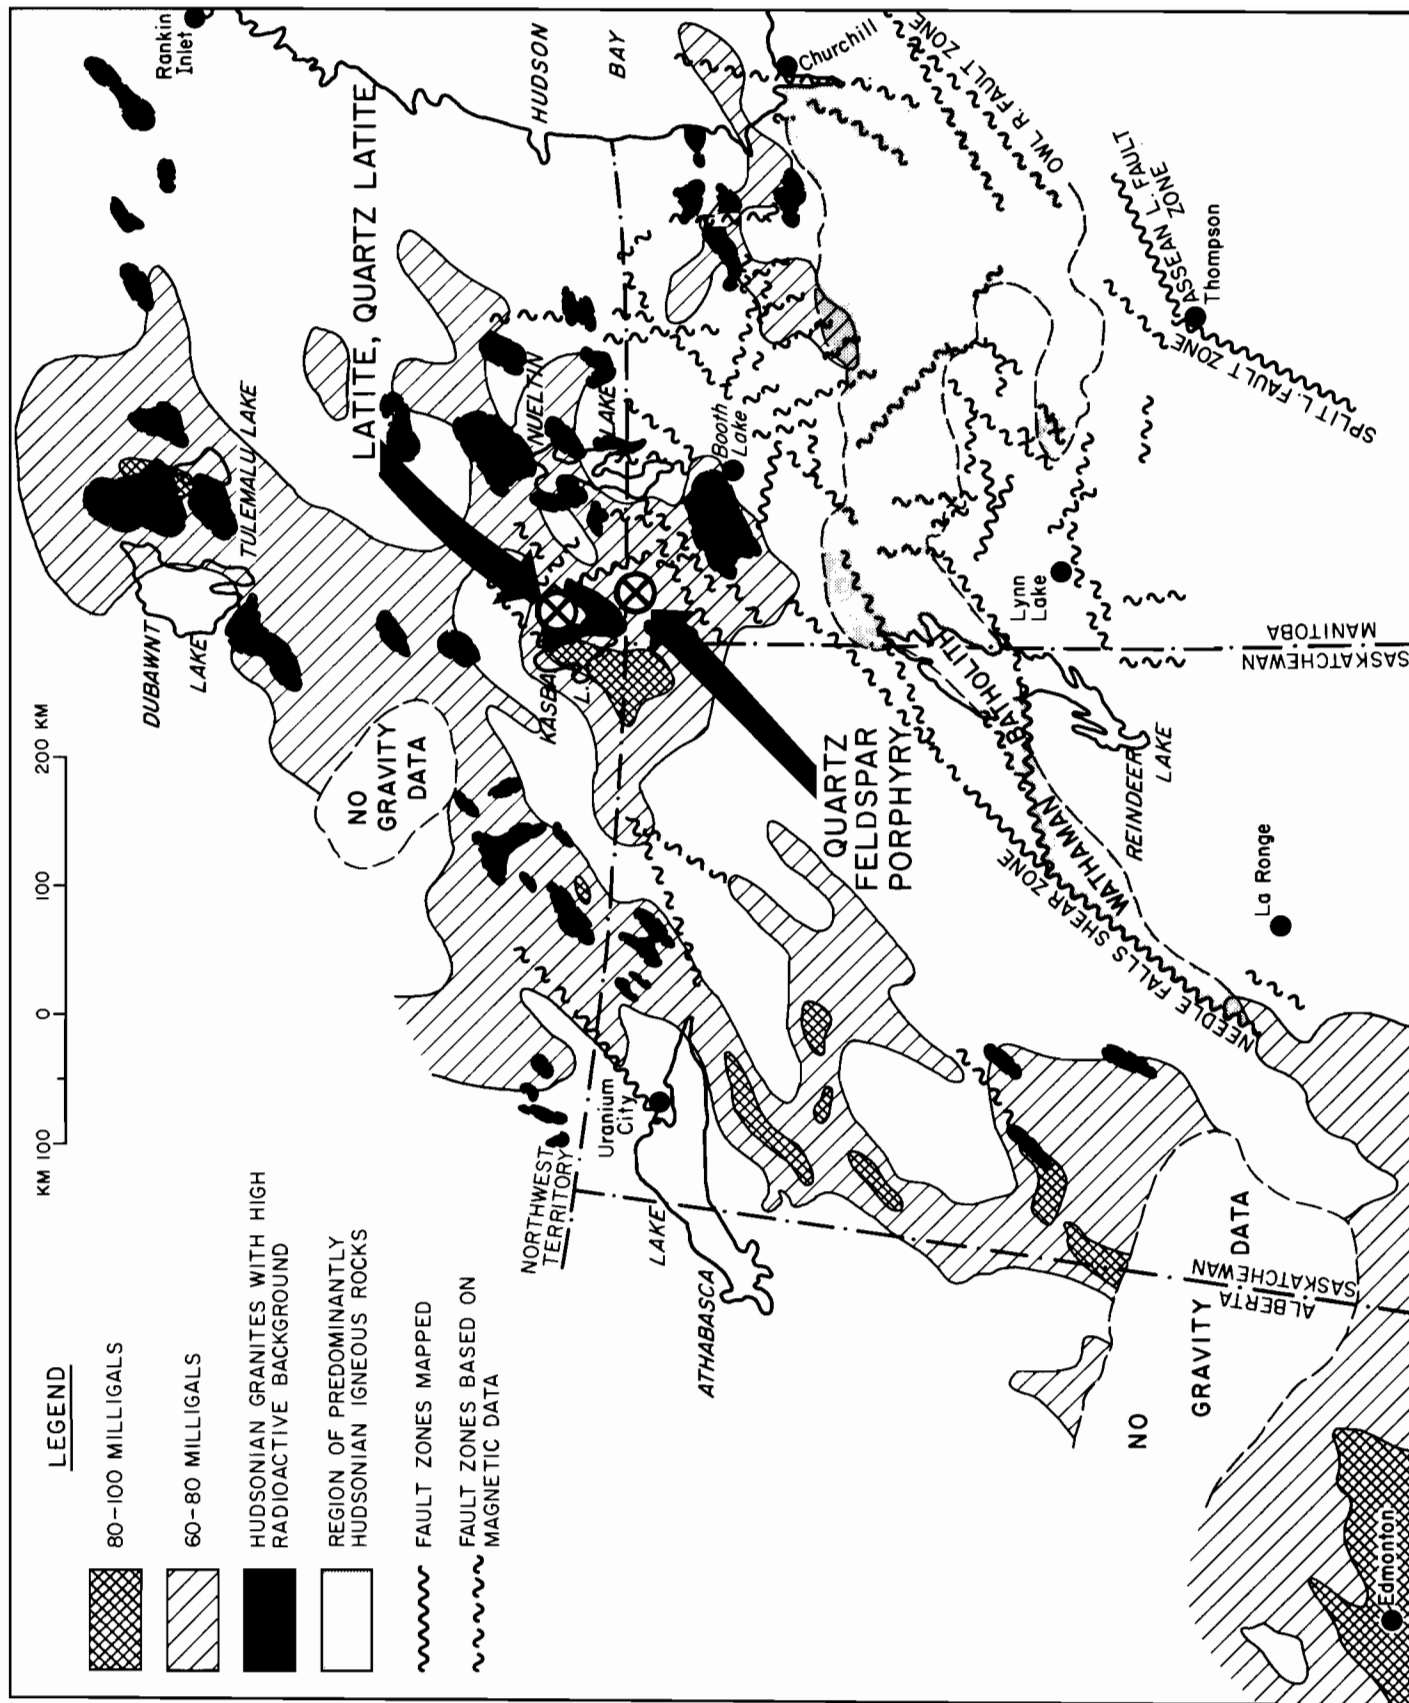 LEGEND
80-100 MILLIGALS
60-80 MILLIGALS
HUDSONIAN GRANITES WITH HIGH
RADIOACTIVE BACKGROUND
REGION OF PREDOMINANTLY
HUDSONIAN IGNEOUS ROCKS
FAULT ZONES MAPPED
FAULT ZONES BASED ON
MAGNETIC DATA
KM 100
0
100
200 KM
DUBAWNT
LAKE
TULEMALU LAKE
Rankin
Inlet
LATITE, QUARTZ LATITE
HUDSON
BAY
NO
GRAVITY
DATA
KASBA
L.
NUELTIN
LAKE
Booth
Lake
Churchill
OWL R. FAULT ZONE
ASSEAN L. FAULT
ZONE
Thompson
SPLIT L. FAULT ZONE
NORTHWEST
TERRITORY
Uranium
City
LAKE
ATHABASCA
QUARTZ
FELDSPAR
PORPHYRY
NEEDLE FALLS SHEAR ZONE
WATHAMAN BATHOLITH
REINDEER
LAKE
Lynn
Lake
MANITOBA
SASKATCHEWAN
La Ronge
NO
GRAVITY
DATA
ALBERTA
SASKATCHEWAN
Edmonton